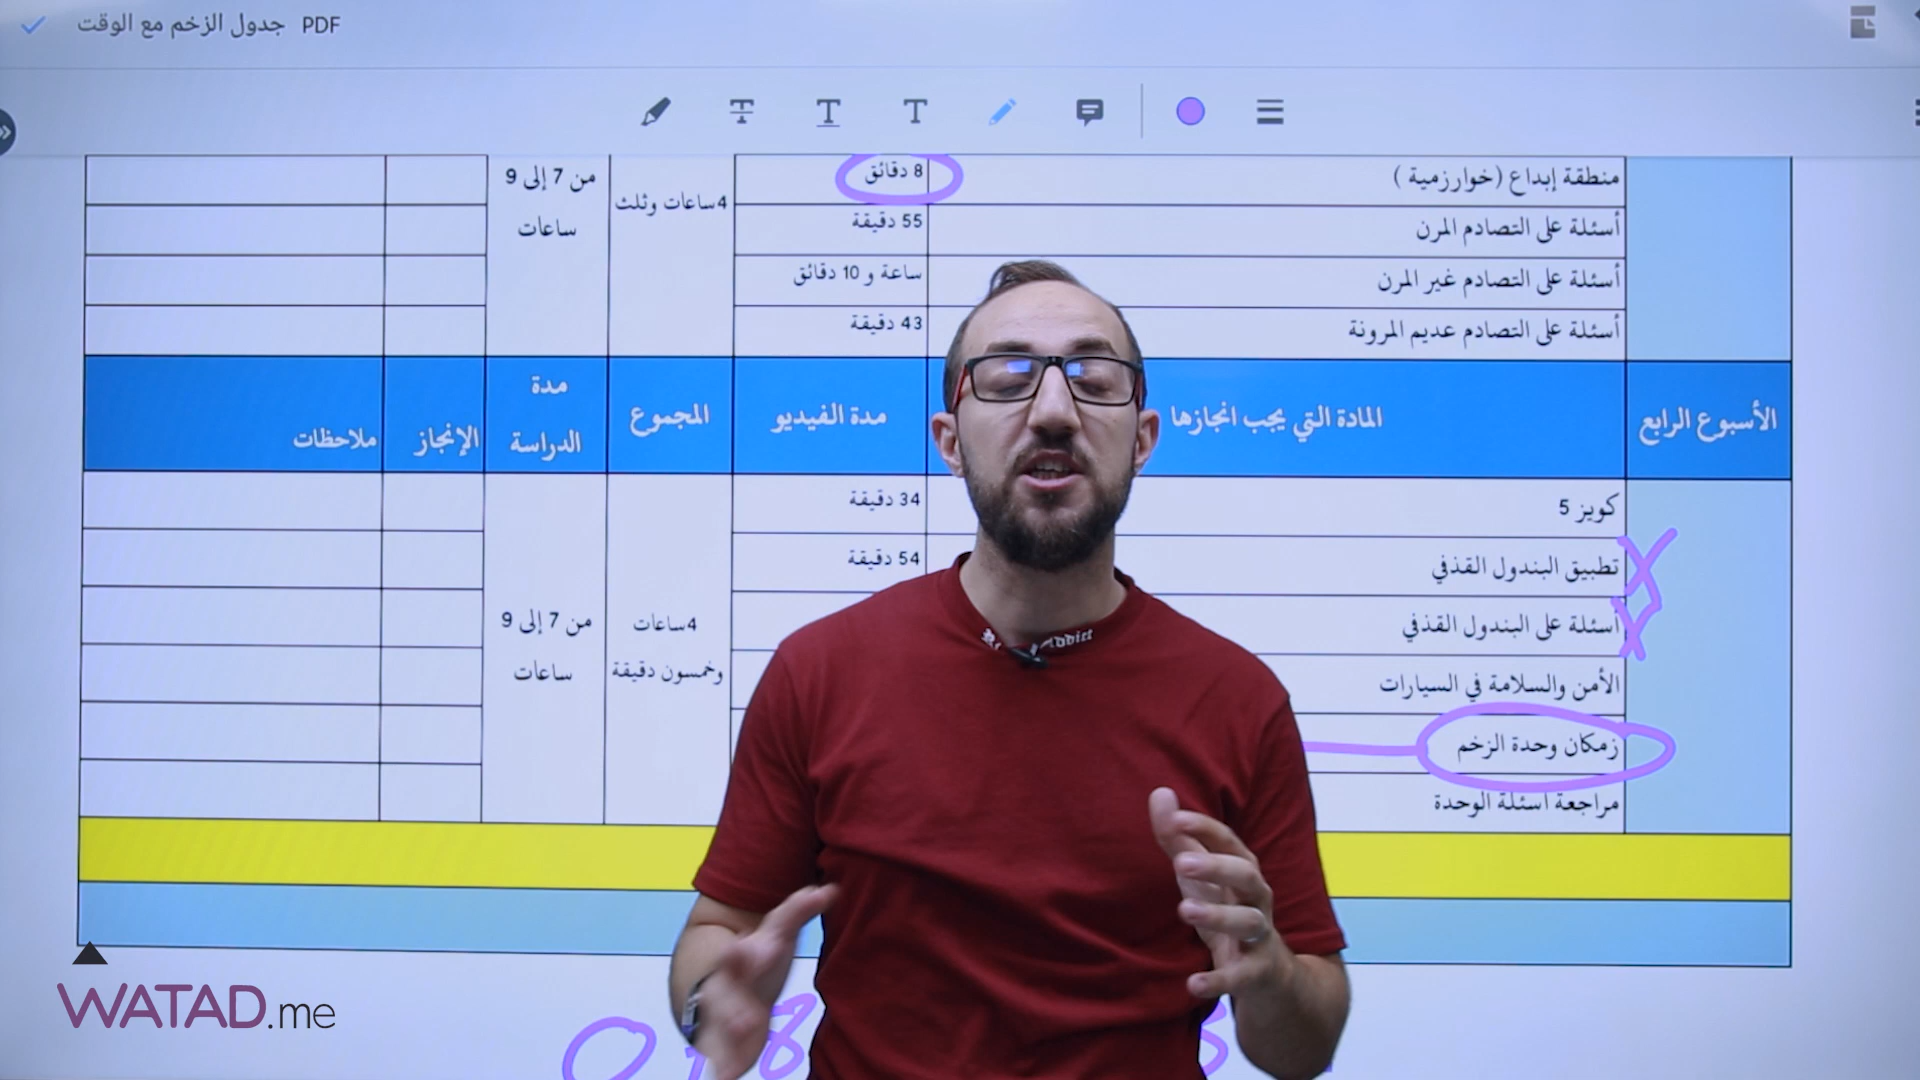 جدول الزخم مع الوقت PDF
منطقة إبداع (خوارزمية )
8 دقائق
4ساعات وثلث
من 7 إلى 9
ساعات
أسئلة على التصادم المرن
55 دقيقة
أسئلة على التصادم غير المرن
ساعة و 10 دقائق
أسئلة على التصادم عديم المرونة
43 دقيقة
الأسبوع الرابع
المادة التي يجب انجازها
مدة الفيديو
المجموع
مدة
الدراسة
الإنجاز
ملاحظات
كويز 5
34 دقيقة
تطبيق البندول القذفي
54 دقيقة
أسئلة على البندول القذفي
4ساعات
وخمسون دقيقة
من 7 إلى 9
ساعات
الأمن والسلامة في السيارات
زمكان وحدة الزخم
مراجعة اسئلة الوحدة
WATAD.me